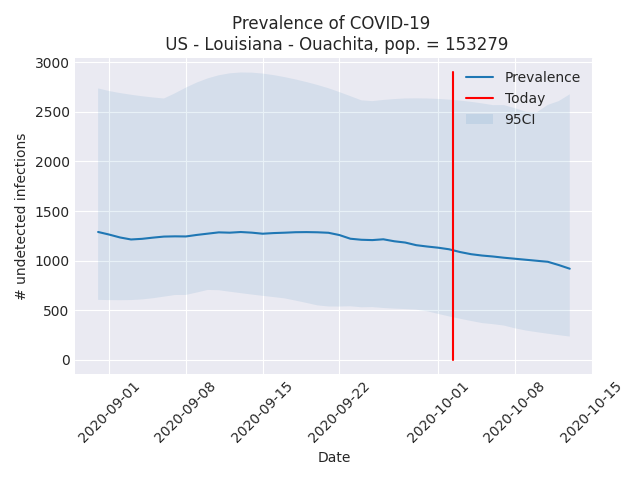 Prevalence of COVID-19
US - Louisiana - Ouachita, pop. = 153279
3000
2500
2000
1500
1000
500
0
# undetected infections
Prevalence
Today
95CI
2020-09-01
2020-09-08
2020-09-15
2020-09-22
2020-10-01
2020-10-08
2020-10-15
Date